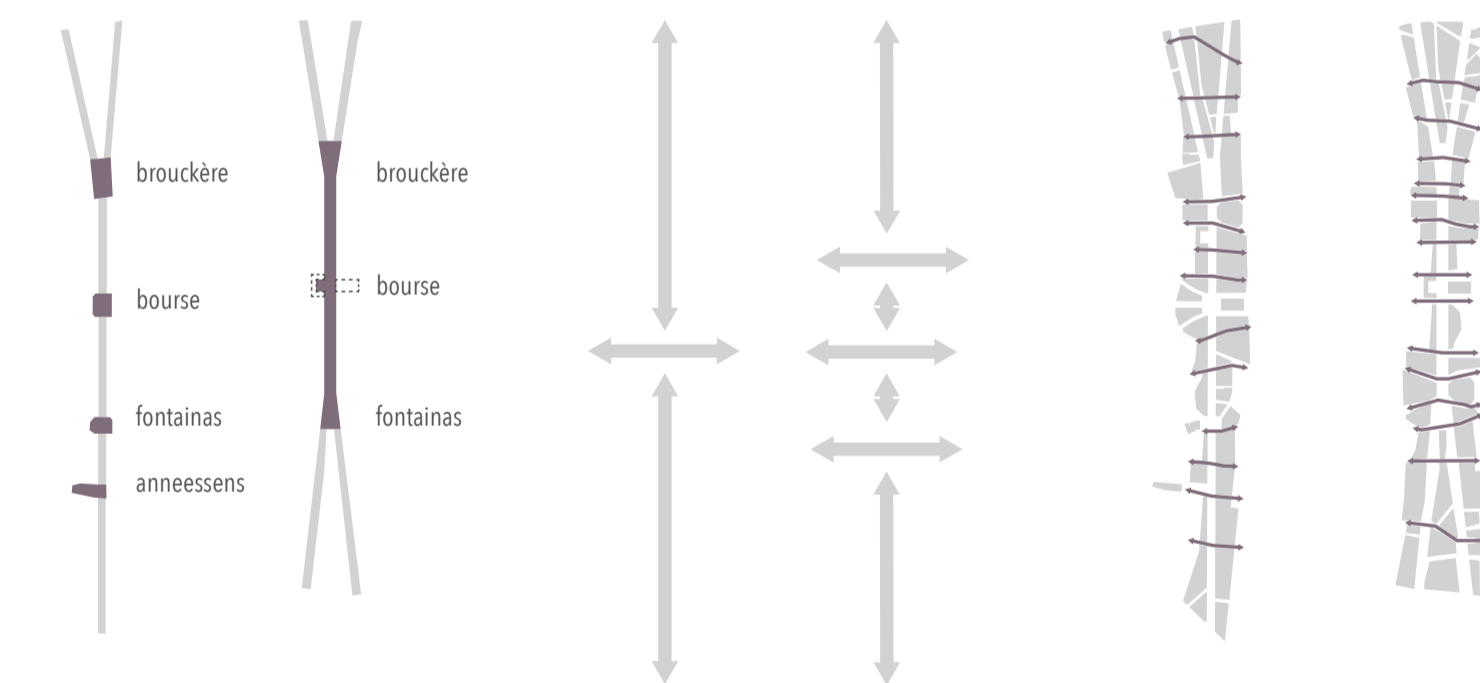 brouckère
bourse
fontainas
anneessens
brouckère
bourse
fontainas